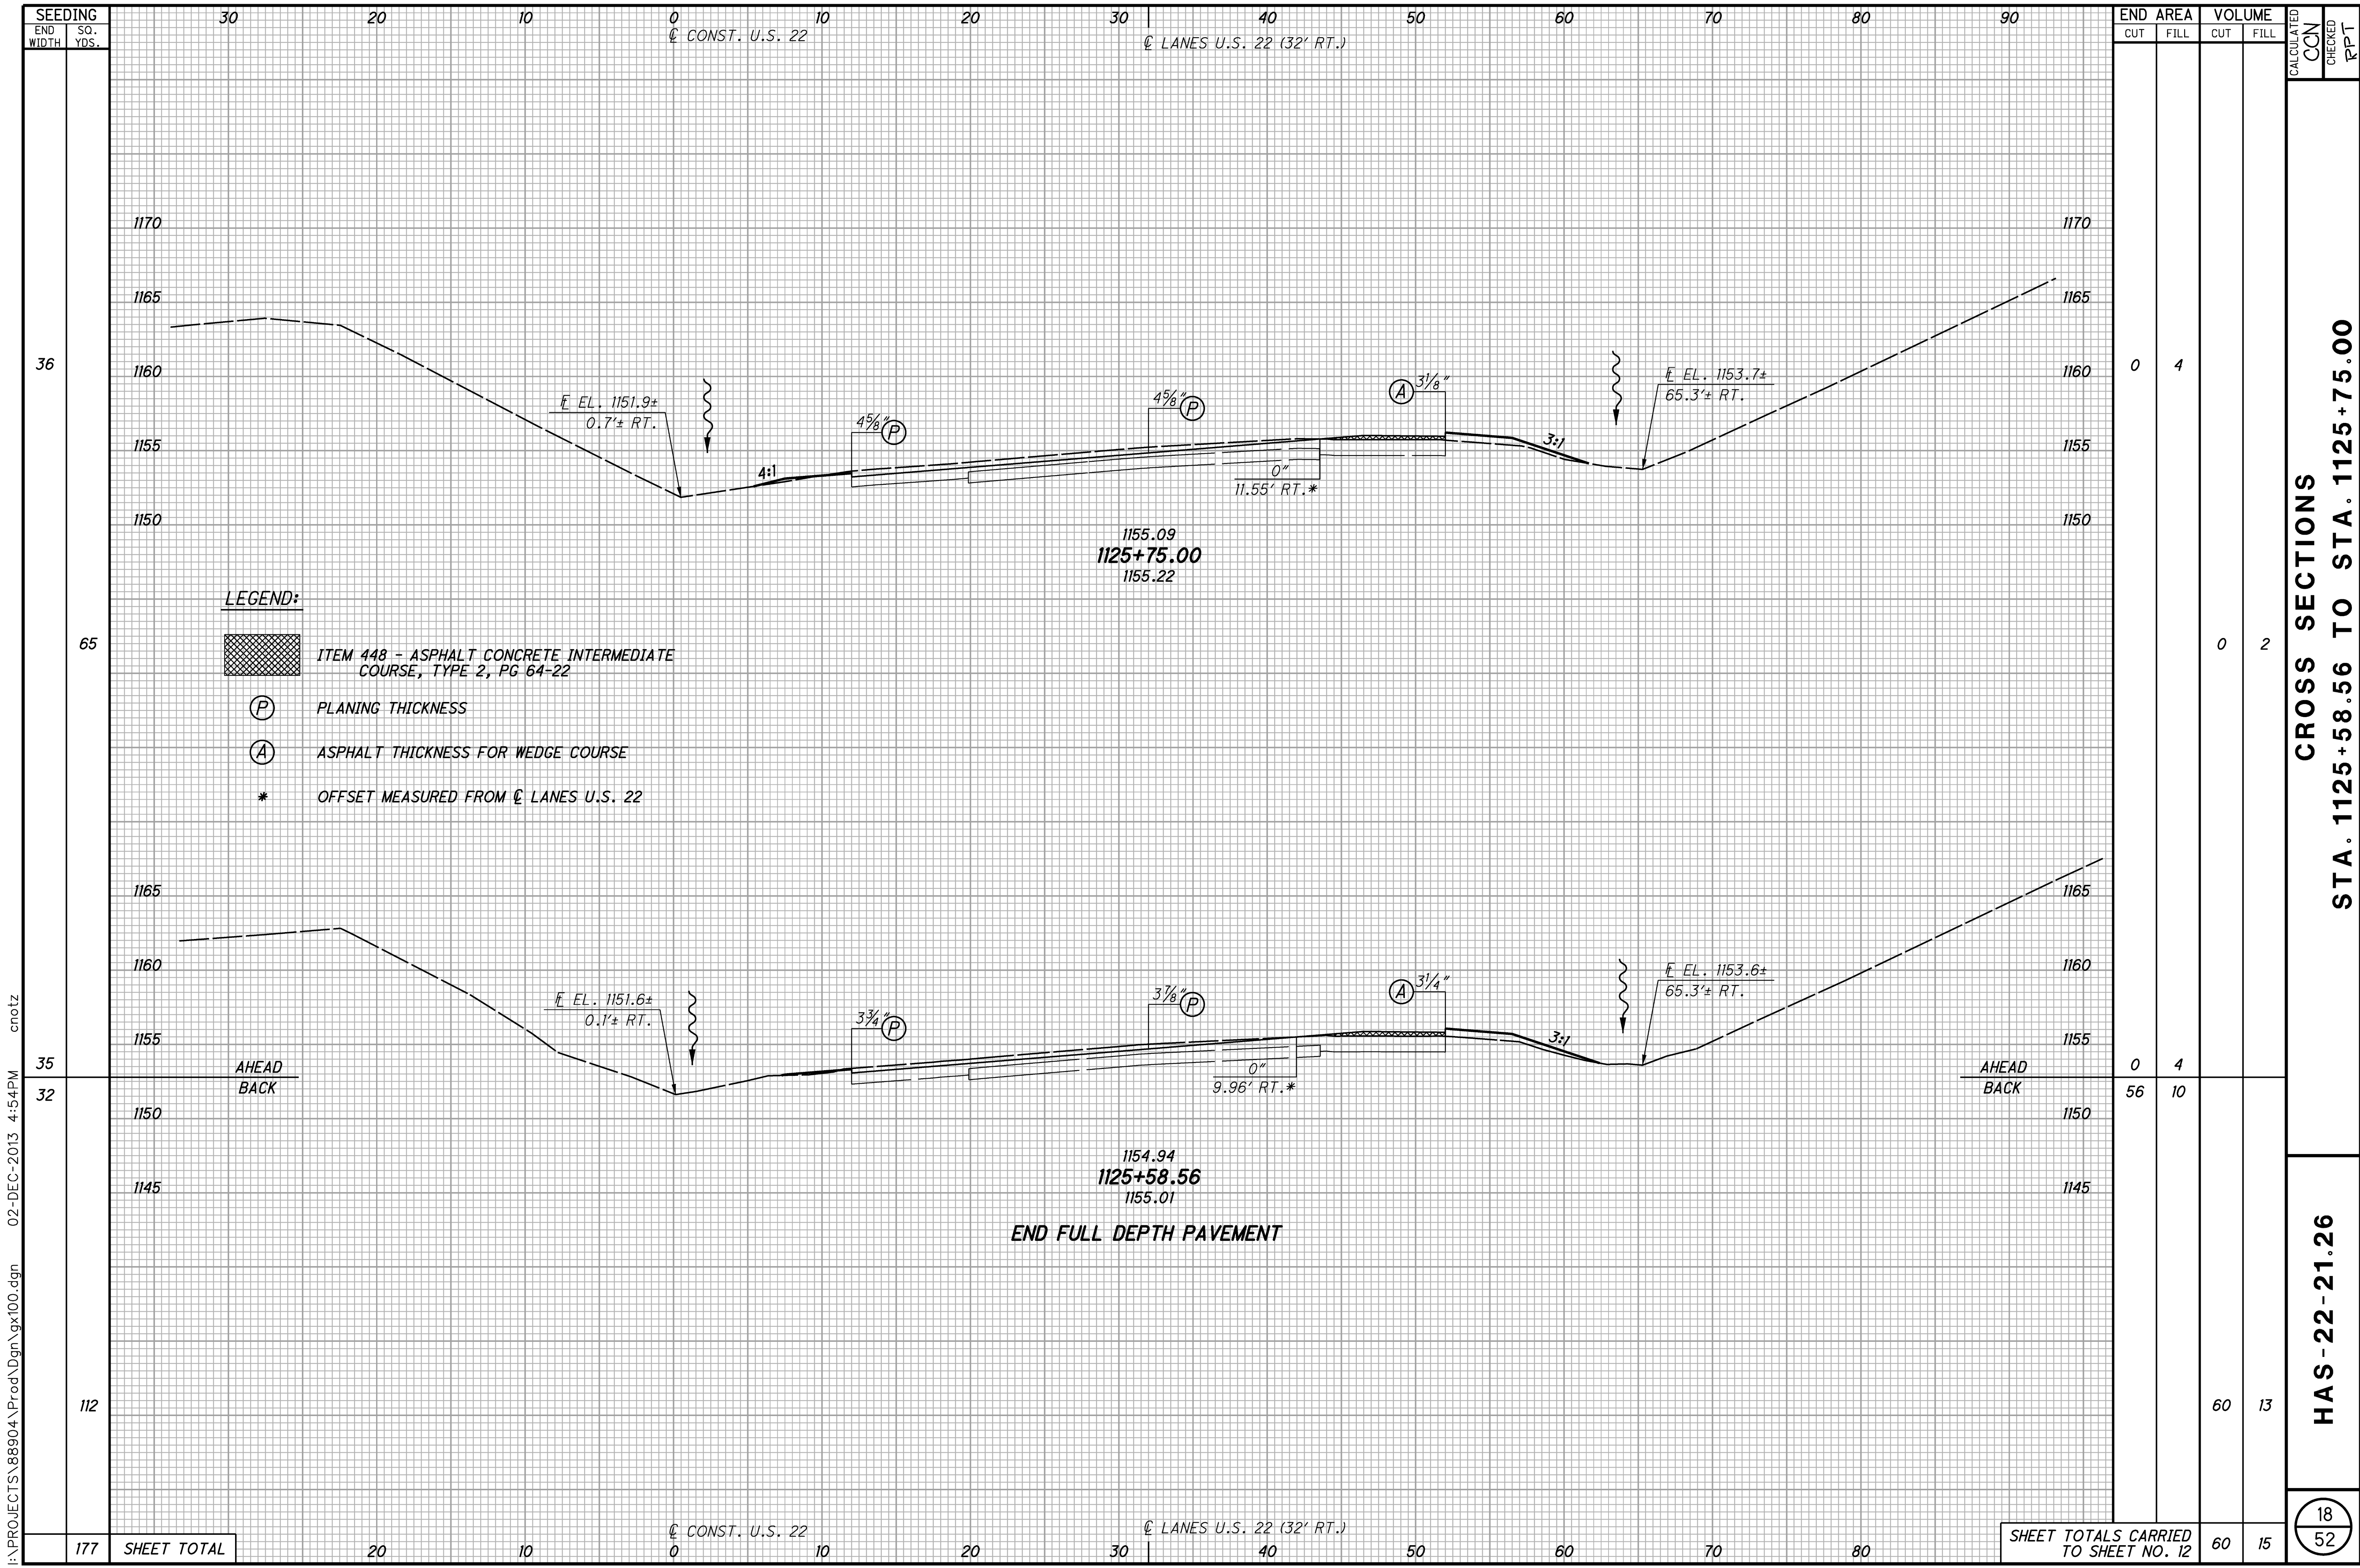 SEEDING
END WIDTH
SQ. YDS.
30 20 10 0 10 20 30 40 50 60 70 80 90
℄ CONST. U.S. 22
℄ LANES U.S. 22 (32' RT.)
END AREA
VOLUME
CUT FILL CUT FILL
CALCULATED
CCN
CHECKED
RPT
1170 1170
1165 1165
36
1160 1160
0 4
1155 1155
1150 1150
F̵L EL. 1151.9±
0.7'± RT.
4⅝" P
4:1
4⅝" P
A 3⅛"
0"
11.55' RT.*
3:1
F̵L EL. 1153.7±
65.3'± RT.
1155.09
1125+75.00
1155.22
LEGEND:
ITEM 448 - ASPHALT CONCRETE INTERMEDIATE
COURSE, TYPE 2, PG 64-22
P PLANING THICKNESS
A ASPHALT THICKNESS FOR WEDGE COURSE
* OFFSET MEASURED FROM ℄ LANES U.S. 22
65
0 2
1165 1165
1160 1160
1155 1155
F̵L EL. 1151.6±
0.1'± RT.
3¾" P
3⅞" P
A 3¼"
0"
9.96' RT.*
3:1
F̵L EL. 1153.6±
65.3'± RT.
35
AHEAD AHEAD
0 4
32
BACK BACK
56 10
1150 1150
1145 1145
1154.94
1125+58.56
1155.01
END FULL DEPTH PAVEMENT
112
60 13
℄ CONST. U.S. 22
℄ LANES U.S. 22 (32' RT.)
177 SHEET TOTAL
20 10 0 10 20 30 40 50 60 70 80
SHEET TOTALS CARRIED
TO SHEET NO. 12
60 15
CROSS SECTIONS
STA. 1125+58.56 TO STA. 1125+75.00
HAS-22-21.26
18
52
I:\PROJECTS\88904\Prod\Dgn\gx100.dgn 02-DEC-2013 4:54PM cnotz